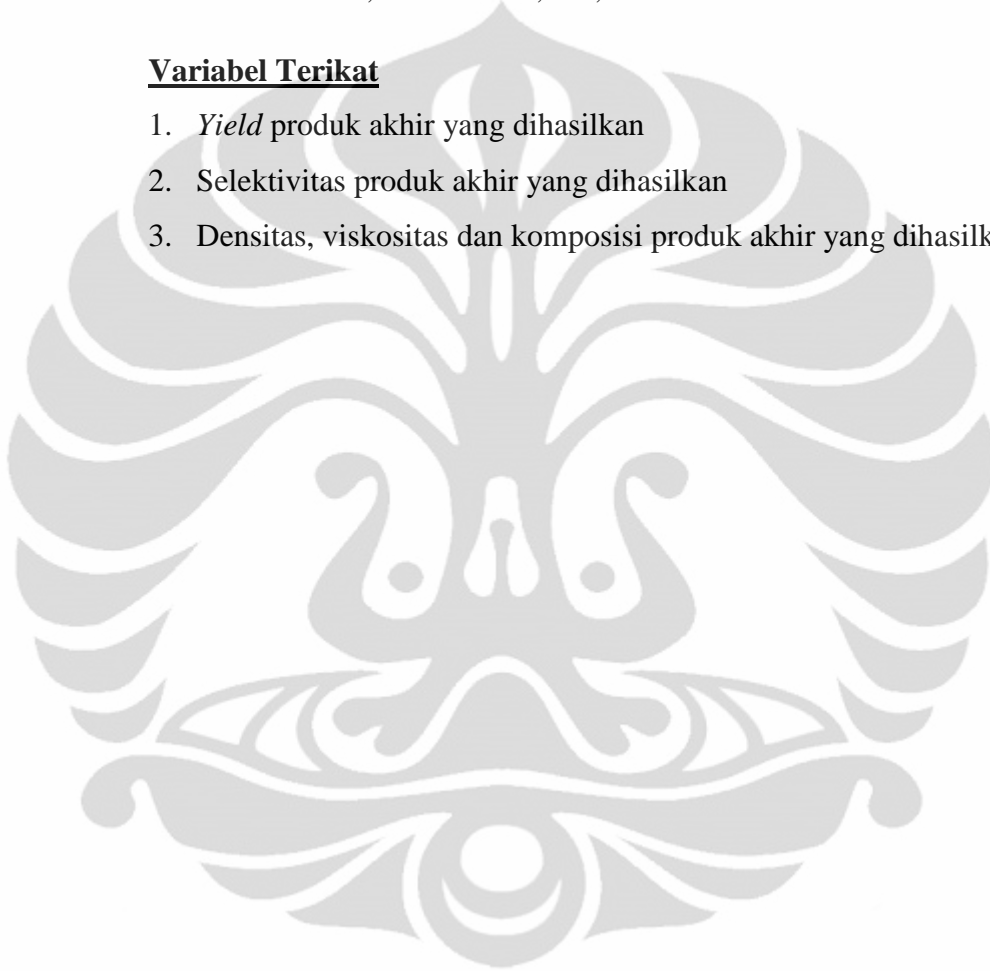 Variabel Terikat
1. Yield produk akhir yang dihasilkan
2. Selektivitas produk akhir yang dihasilkan
3. Densitas, viskositas dan komposisi produk akhir yang dihasilk